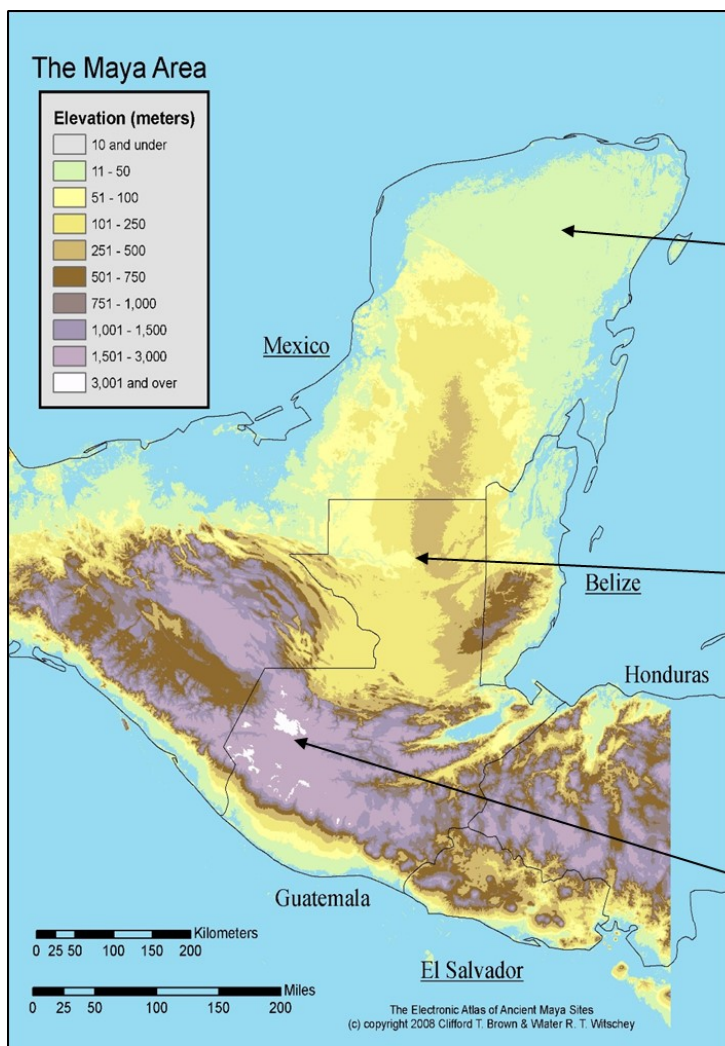 The Maya Area
Elevation (meters)
10 and under
11 - 50
51 - 100
101 - 250
251 - 500
501 - 750
751 - 1,000
1,001 - 1,500
1,501 - 3,000
3,001 and over
Mexico
Belize
Honduras
Guatemala
El Salvador
Kilometers
0 25 50 100 150 200
Miles
0 25 50 100 150 200
The Electronic Atlas of Ancient Maya Sites
(c) copyright 2008 Clifford T. Brown & Wlater R. T. Witschey